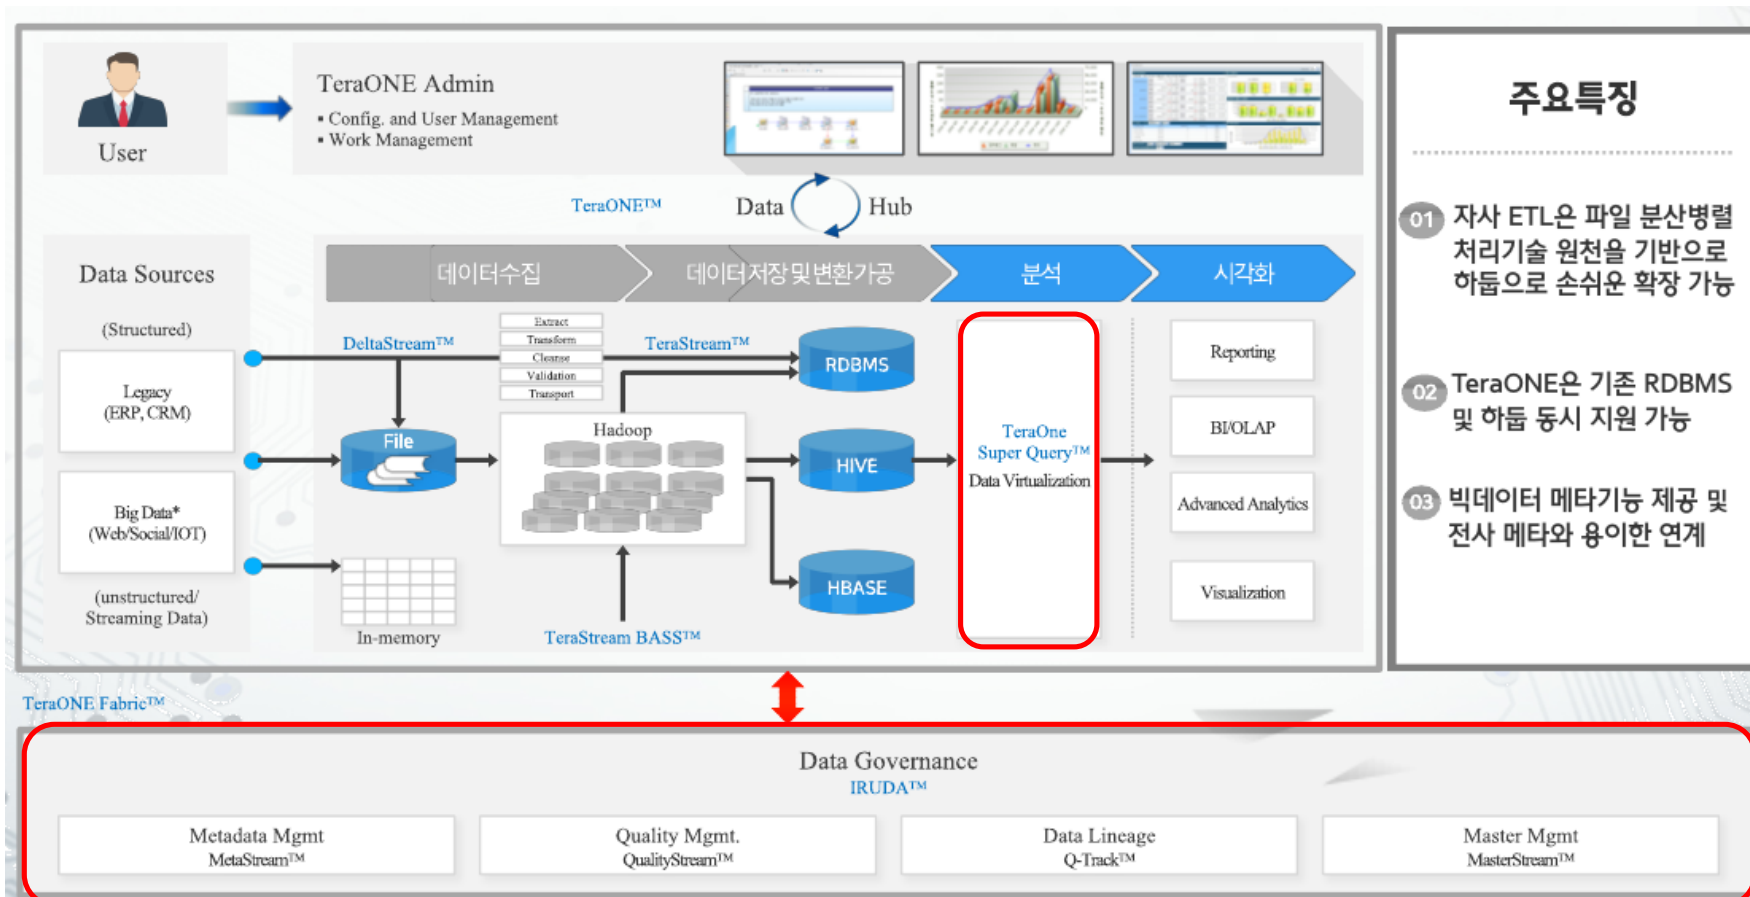 User
TeraONE Admin
▪ Config. and User Management
▪ Work Management
TeraONE™
Data
Hub
Data Sources
(Structured)
Legacy
(ERP, CRM)
Big Data*
(Web/Social/IOT)
(unstructured/
Streaming Data)
데이터수집
데이터 저장 및 변환가공
분석
시각화
DeltaStream™
Extract
Transform
Cleanse
Validation
Transport
TeraStream™
RDBMS
File
Hadoop
HIVE
HBASE
In-memory
TeraStream BASS™
TeraOne
Super Query™
Data Virtualization
Reporting
BI/OLAP
Advanced Analytics
Visualization
주요특징
01 자사 ETL은 파일 분산병렬
처리기술 원천을 기반으로
하둡으로 손쉬운 확장 가능
02 TeraONE은 기존 RDBMS
및 하둡 동시 지원 가능
03 빅데이터 메타기능 제공 및
전사 메타와 용이한 연계
TeraONE Fabric™
Data Governance
IRUDA™
Metadata Mgmt
MetaStream™
Quality Mgmt.
QualityStream™
Data Lineage
Q-Track™
Master Mgmt
MasterStream™